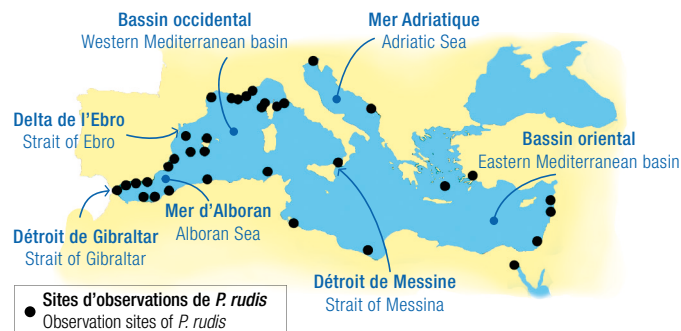 Bassin occidental
Western Mediterranean basin
Mer Adriatique
Adriatic Sea
Delta de l'Ebro
Strait of Ebro
Bassin oriental
Eastern Mediterranean basin
Détroit de Gibraltar
Strait of Gibraltar
Mer d'Alboran
Alboran Sea
Détroit de Messine
Strait of Messina
Sites d'observations de P. rudis
Observation sites of P. rudis